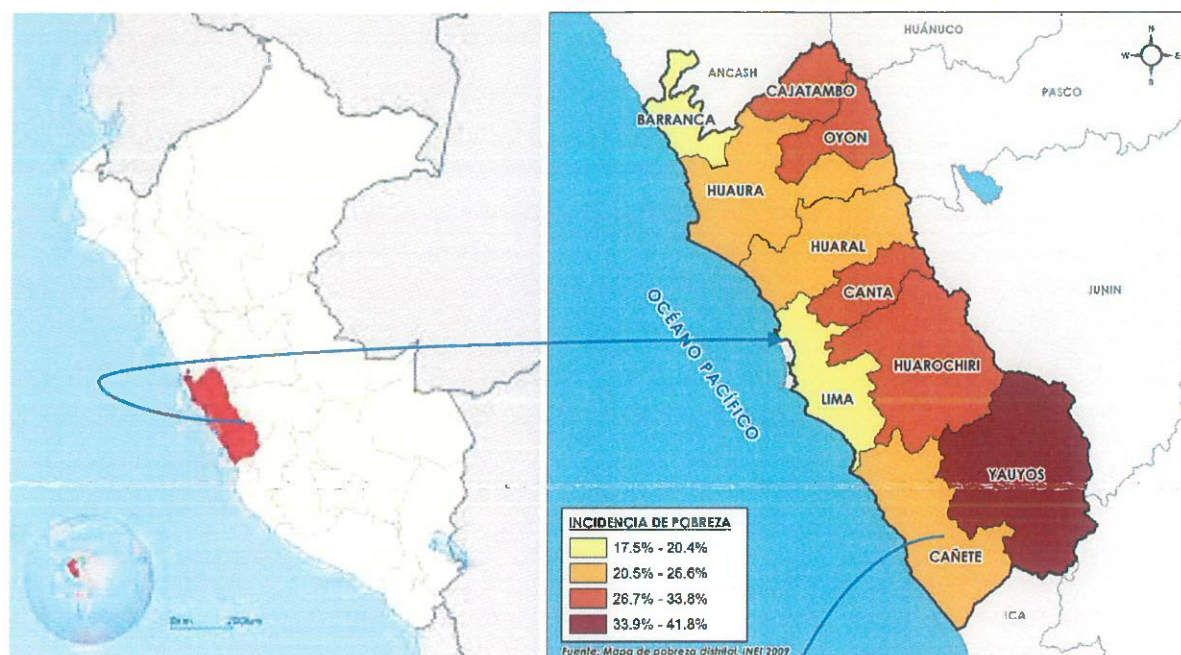 HUÁNUCO
N
W
E
S
ANCASH
CAJATAMBO
PASCO
BARRANCA
OYON
HUAURA
HUARAL
JUNIN
CANTA
OCÉANO PACÍFICO
HUAROCHIRI
LIMA
YAUYOS
INCIDENCIA DE POBREZA
17.5% - 20.4%
20.5% - 26.6%
26.7% - 33.8%
33.9% - 41.8%
CAÑETE
ICA
Fuente: Mapa de pobreza distrital. INEI 2009